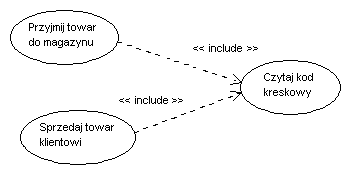 Przyjmij towar
do magazynu
<< include >>
Czytaj kod
kreskowy
<< include >>
Sprzedaj towar
klientowi